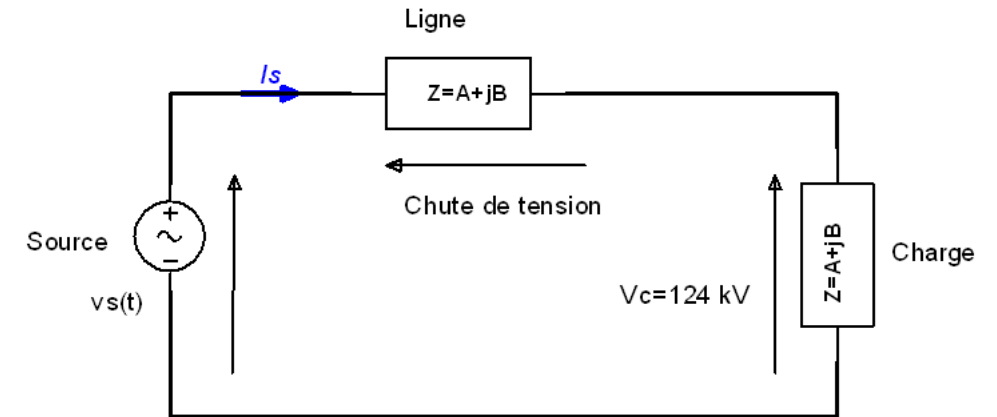 Ligne
Is
Z=A+jB
Chute de tension
+
−
Source
Z=A+jB
Charge
vs(t)
Vc=124 kV